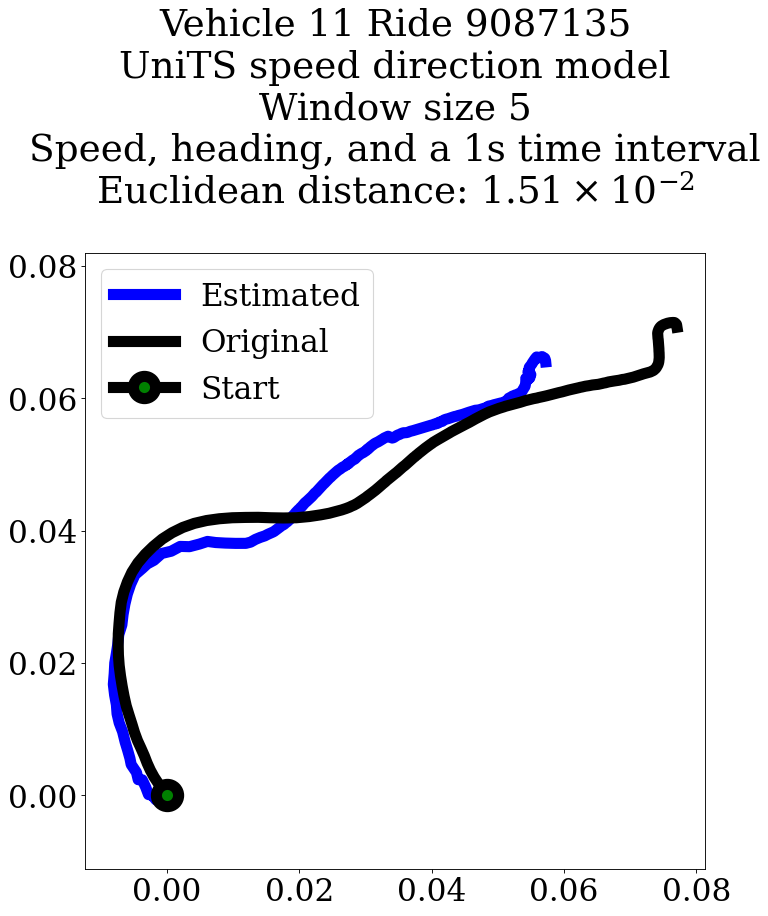 Vehicle 11 Ride 9087135
UniTS speed direction model
Window size 5
Speed, heading, and a 1s time interval
Euclidean distance: 1.51 × 10⁻²
0.08
0.06
0.04
0.02
0.00
Estimated
Original
Start
0.00 0.02 0.04 0.06 0.08